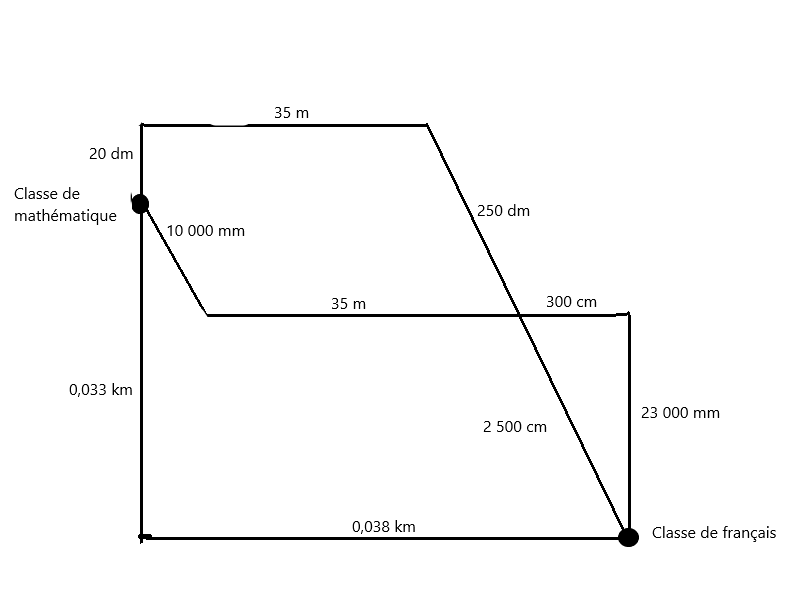 35 m
20 dm
Classe de
mathématique
10 000 mm
250 dm
35 m
300 cm
0,033 km
23 000 mm
2 500 cm
0,038 km
Classe de français